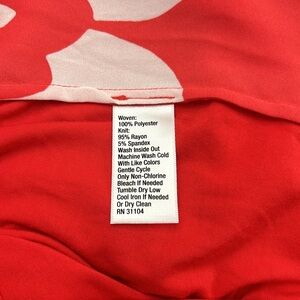 Woven:
100% Polyester
Knit:
95% Rayon
5% Spandex
Wash Inside Out
Machine Wash Cold
With Like Colors
Gentle Cycle
Only Non-Chlorine
Bleach If Needed
Tumble Dry Low
Cool Iron If Needed
Or Dry Clean
RN 31104